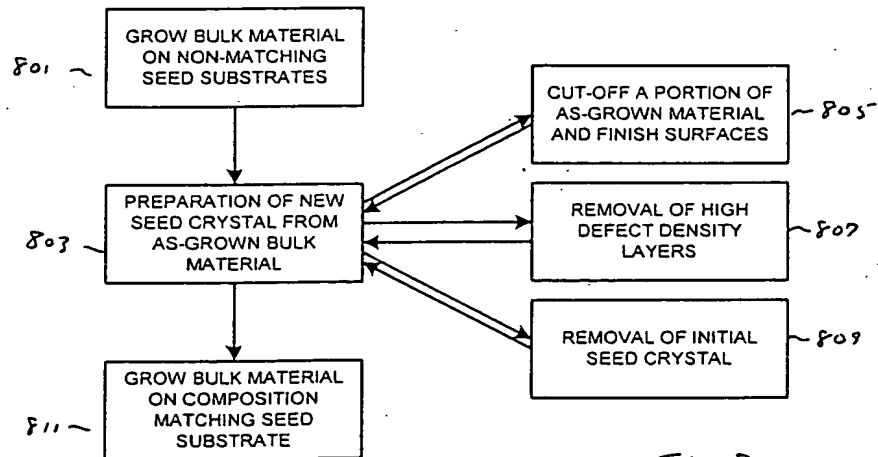 GROW BULK MATERIAL
ON NON-MATCHING
SEED SUBSTRATES
801
CUT-OFF A PORTION OF
AS-GROWN MATERIAL
AND FINISH SURFACES
805
PREPARATION OF NEW
SEED CRYSTAL FROM
AS-GROWN BULK
MATERIAL
803
REMOVAL OF HIGH
DEFECT DENSITY
LAYERS
807
REMOVAL OF INITIAL
SEED CRYSTAL
809
GROW BULK MATERIAL
ON COMPOSITION
MATCHING SEED
SUBSTRATE
811